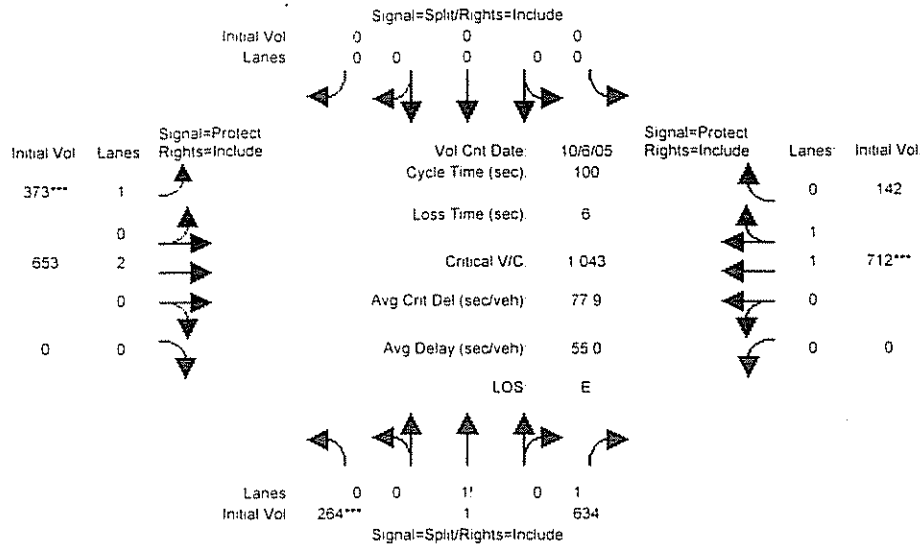 Signal=Split/Rights=Include
Initial Vol 0 0 0
Lanes 0 0 0 0 0
Signal=Protect
Initial Vol Lanes Rights=Include
Vol Cnt Date: 10/6/05
Signal=Protect
Rights=Include Lanes: Initial Vol
373*** 1
Cycle Time (sec): 100
0 142
0
Loss Time (sec): 6
1
653 2
Critical V/C: 1 043
1 712***
0
Avg Crit Del (sec/veh): 77 9
0
0 0
Avg Delay (sec/veh): 55 0
0 0
LOS: E
Lanes 0 0 1! 0 1
Initial Vol 264*** 1 634
Signal=Split/Rights=Include